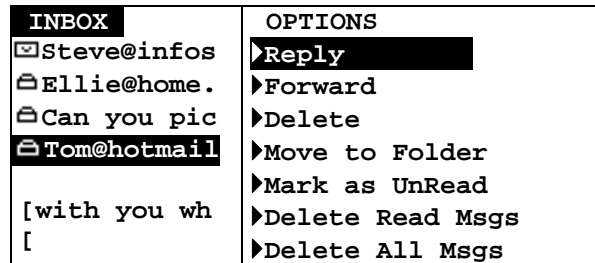 INBOX
Steve@infos
Ellie@home.
Can you pic
Tom@hotmail
[with you wh
[
OPTIONS
Reply
Forward
Delete
Move to Folder
Mark as UnRead
Delete Read Msgs
Delete All Msgs